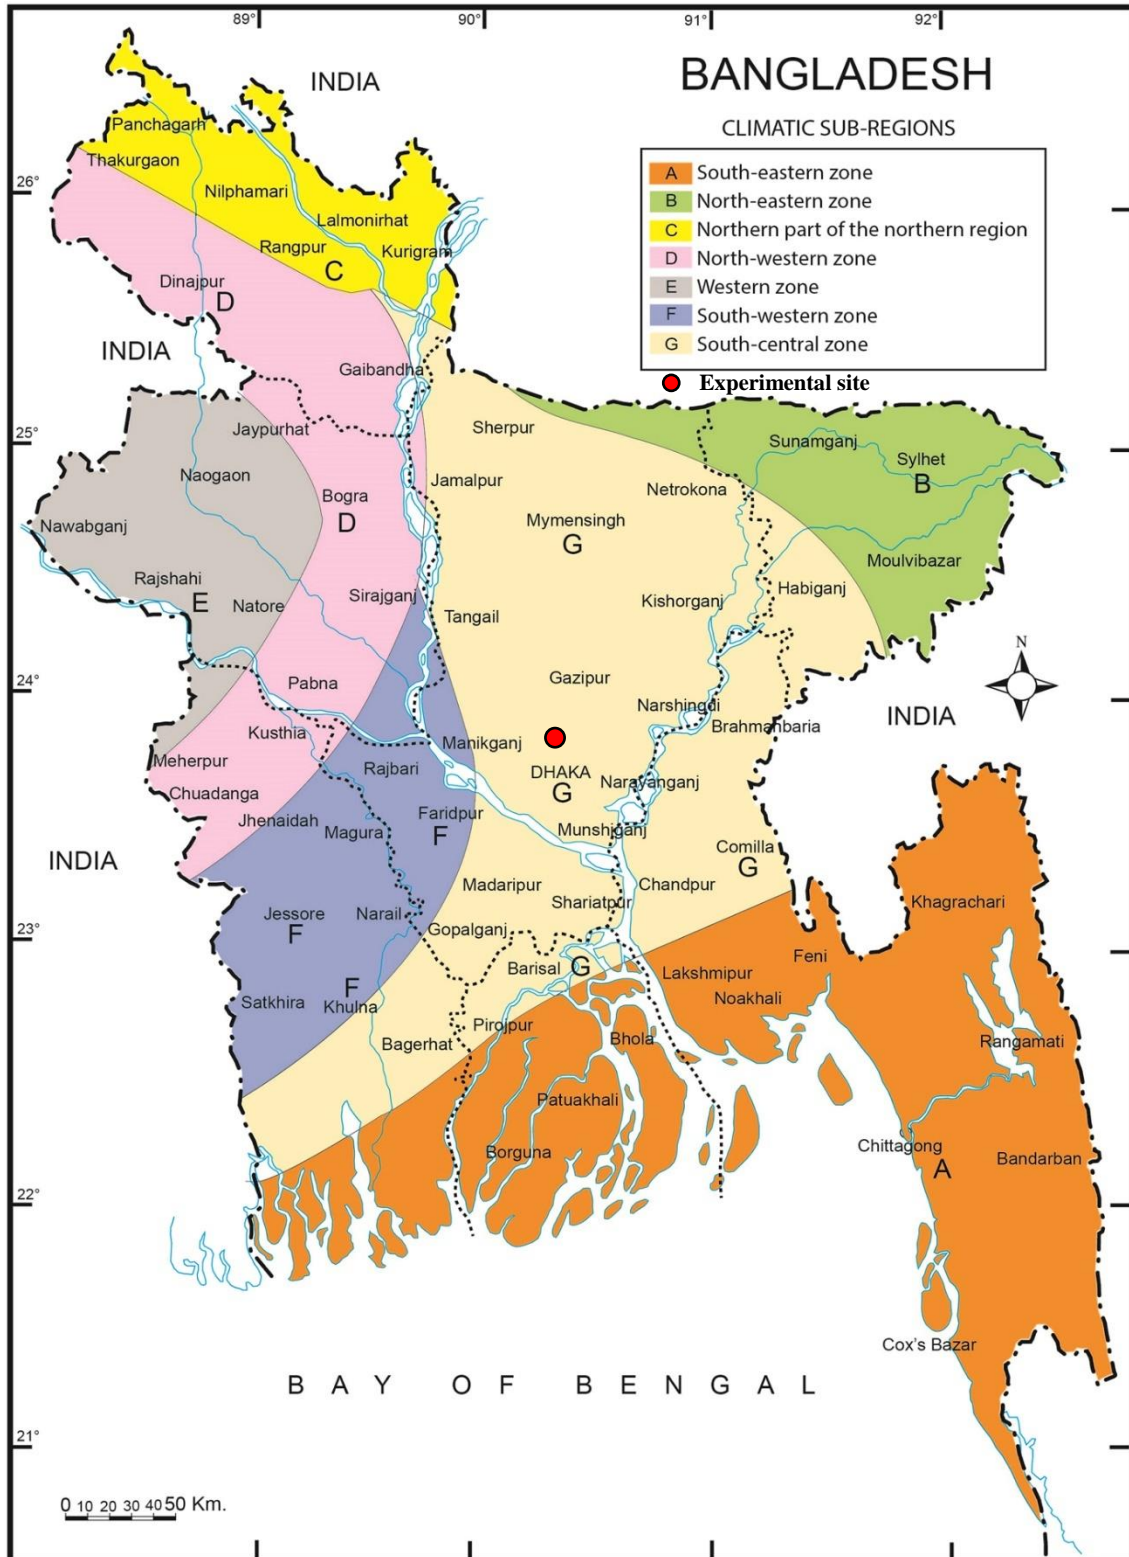 89°
90°
91°
92°
INDIA
BANGLADESH
CLIMATIC SUB-REGIONS
A South-eastern zone
B North-eastern zone
C Northern part of the northern region
D North-western zone
E Western zone
F South-western zone
G South-central zone
Experimental site
Panchagarh
Thakurgaon
26°
Nilphamari
Lalmonirhat
Rangpur
Kurigram
C
Dinajpur
D
INDIA
Gaibandha
25°
Jaypurhat
Sherpur
Sunamganj
Sylhet
B
Naogaon
Jamalpur
Netrokona
Bogra
D
Nawabganj
Mymensingh
G
Moulvibazar
Rajshahi
E
Natore
Sirajganj
Tangail
Kishorganj
Habiganj
N
24°
Pabna
Gazipur
Narshingdi
INDIA
Kusthia
Manikganj
Brahmanbaria
Meherpur
Rajbari
DHAKA
G
Narayanganj
Chuadanga
Jhenaidah
Magura
Faridpur
F
Munshiganj
INDIA
Comilla
G
Madaripur
Chandpur
Shariatpur
Khagrachari
Jessore
F
Narail
Gopalganj
23°
Barisal
G
Lakshmipur
Feni
Noakhali
Satkhira
F
Khulna
Pirojpur
Bhola
Rangamati
Bagerhat
Patuakhali
Borguna
Chittagong
A
Bandarban
22°
Cox's Bazar
BAY OF BENGAL
21°
0 10 20 30 40 50 Km.